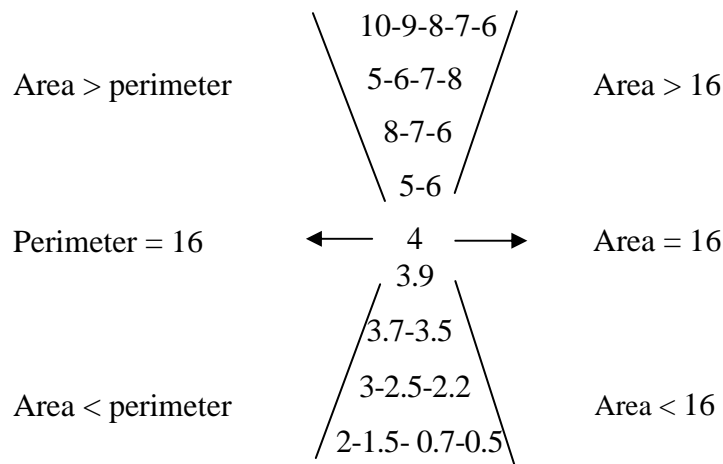 10-9-8-7-6
Area > perimeter 5-6-7-8 Area > 16
8-7-6
5-6
Perimeter = 16 4 Area = 16
3.9
3.7-3.5
3-2.5-2.2
Area < perimeter Area < 16
2-1.5- 0.7-0.5